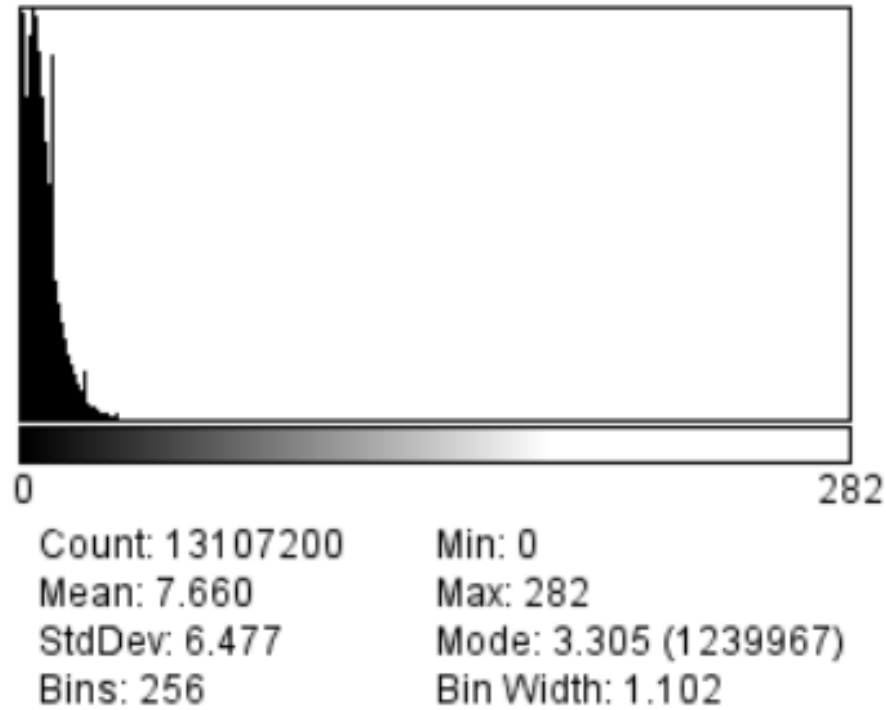 0 282
Count: 13107200 Min: 0
Mean: 7.660 Max: 282
StdDev: 6.477 Mode: 3.305 (1239967)
Bins: 256 Bin Width: 1.102